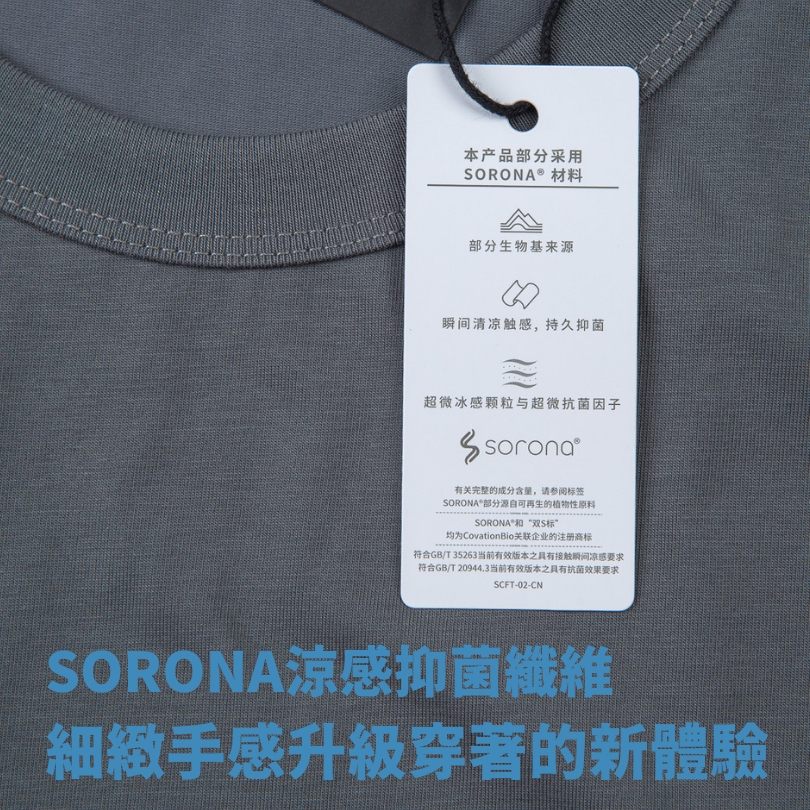 本产品部分采用
SORONA® 材料
部分生物基来源
瞬间清凉触感，持久抑菌
超微冰感颗粒与超微抗菌因子
sorona®
有关完整的成分含量，请参阅标签
SORONA®部分源自可再生的植物性原料
SORONA®和“双S标”
均为CovationBio关联企业的注册商标
符合GB/T 35263当前有效版本之具有接触瞬间凉感要求
符合GB/T 20944.3当前有效版本之具有抗菌效果要求
SCFT-02-CN
SORONA涼感抑菌纖維
細緻手感升級穿著的新體驗